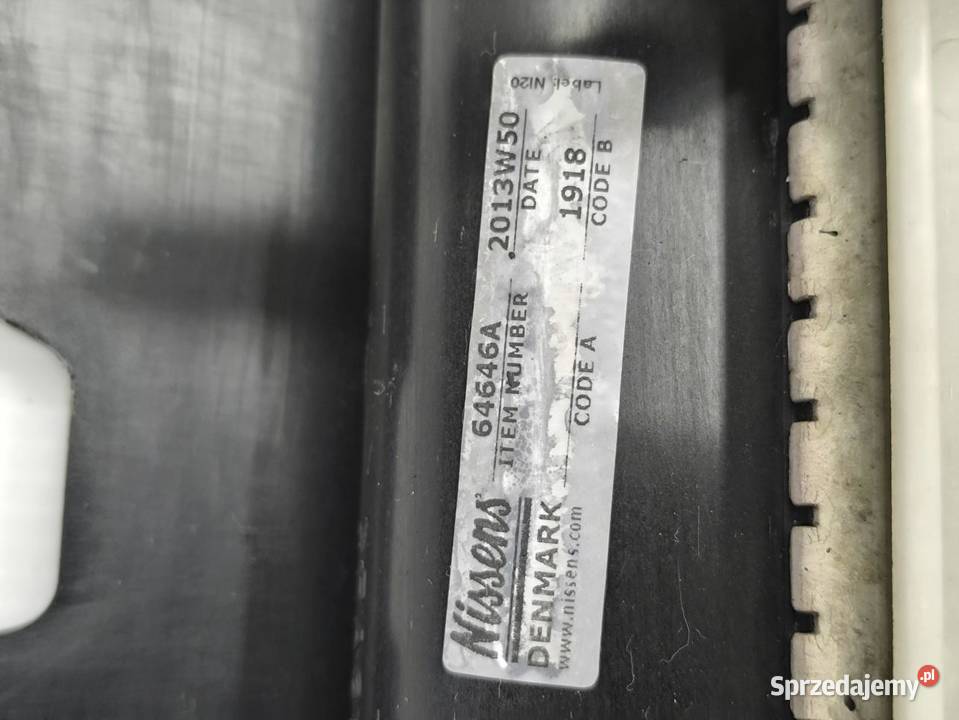 Nissens
DENMARK
www.nissens.com
64646A
ITEM NUMBER
.2013W50
DATE
CODE A
1918
CODE B
Label: NI20
Sprzedajemy.pl